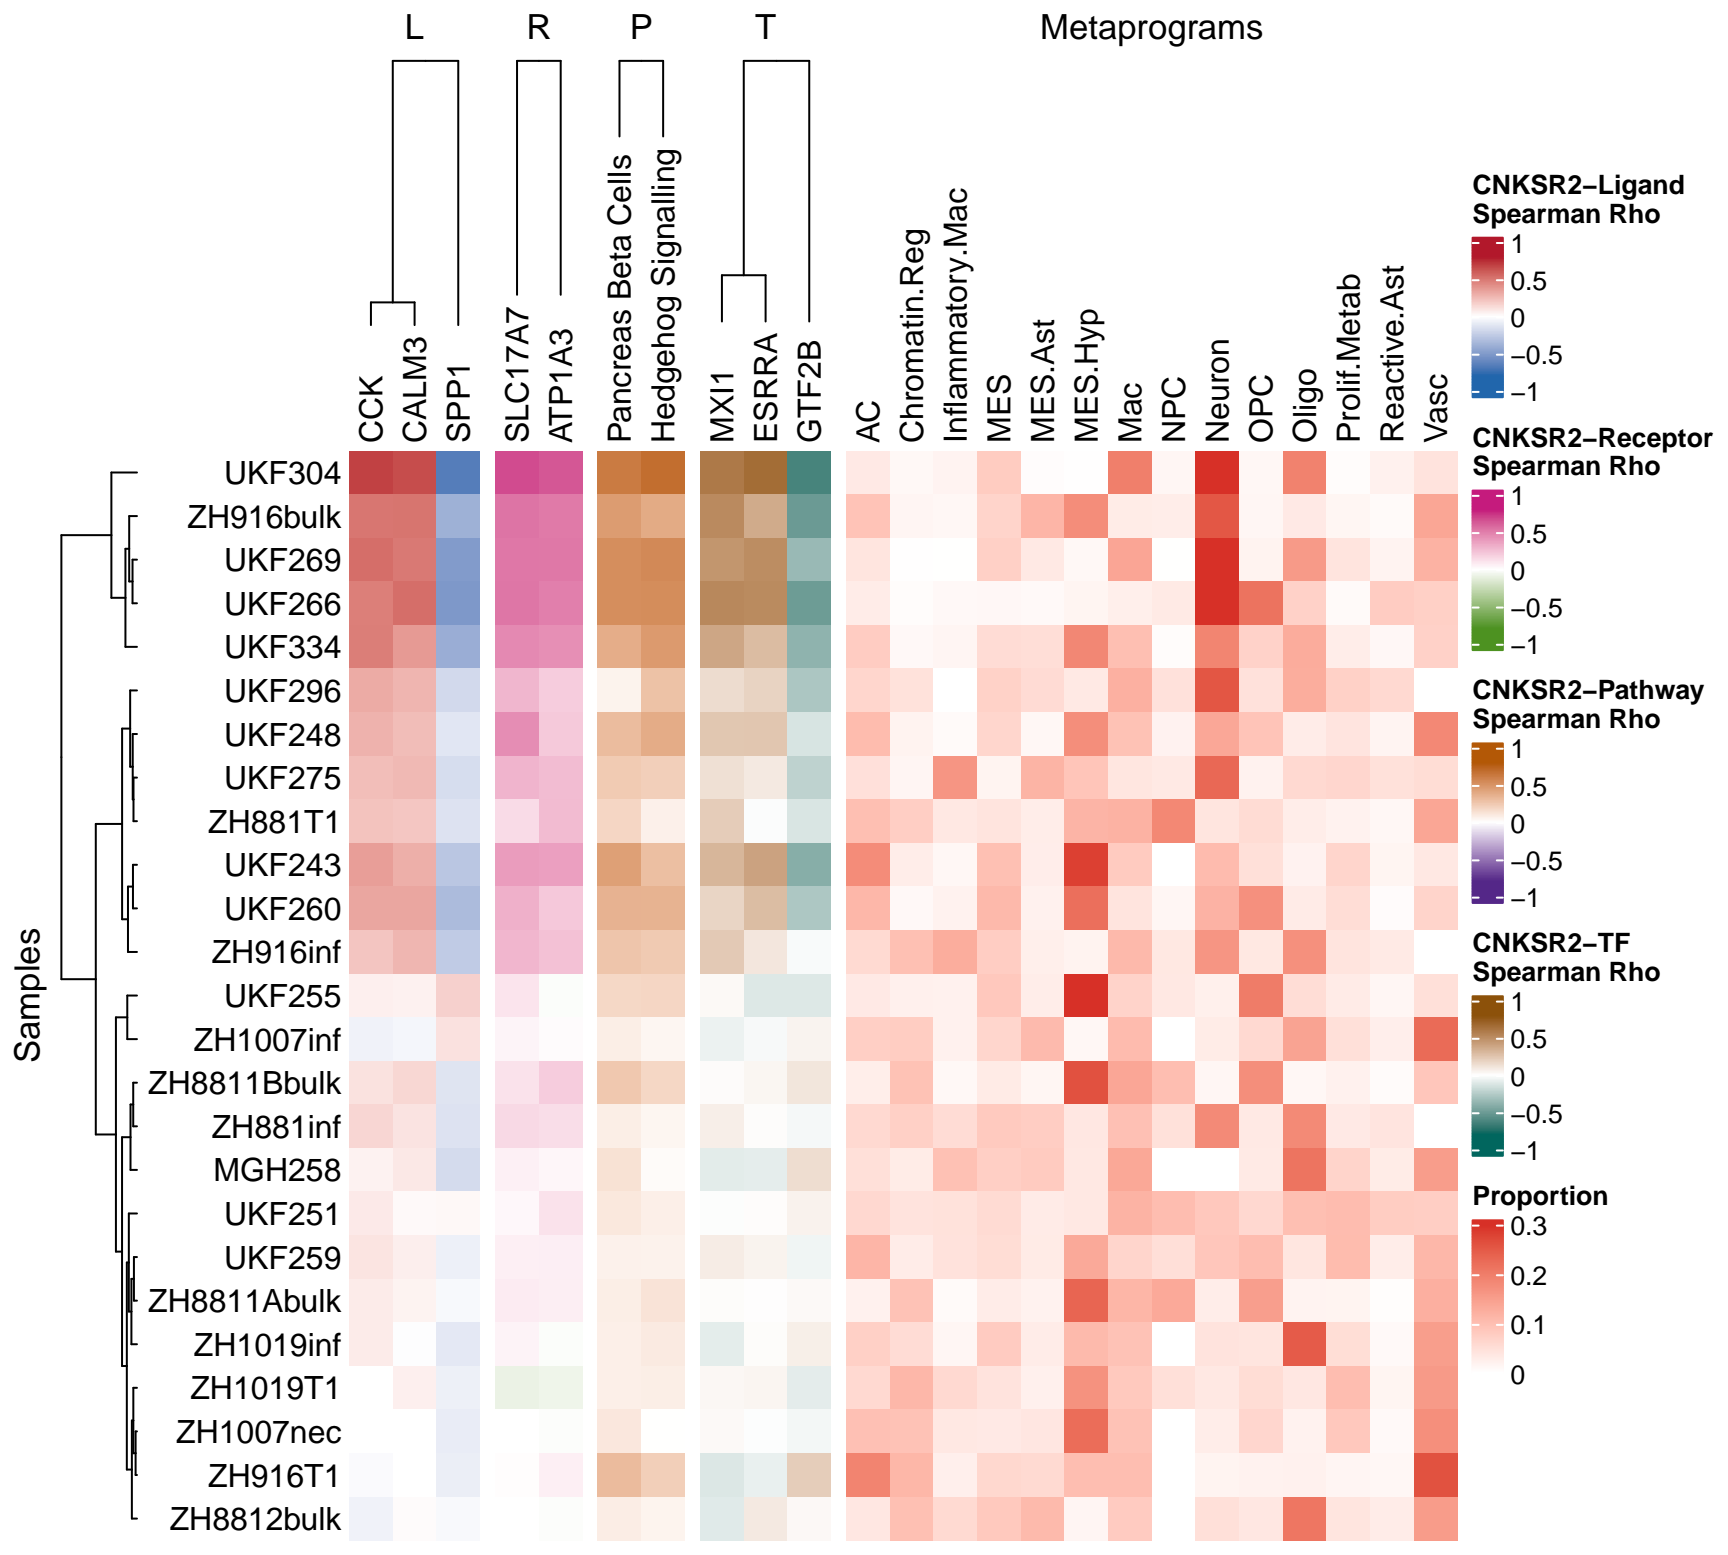 L
R
P
T
Metaprograms
CCK
CALM3
SPP1
SLC17A7
ATP1A3
Pancreas Beta Cells
Hedgehog Signalling
MXI1
ESRRA
GTF2B
AC
Chromatin.Reg
Inflammatory.Mac
MES
MES.Ast
MES.Hyp
Mac
NPC
Neuron
OPC
Oligo
Prolif.Metab
Reactive.Ast
Vasc
Samples
UKF304
ZH916bulk
UKF269
UKF266
UKF334
UKF296
UKF248
UKF275
ZH881T1
UKF243
UKF260
ZH916inf
UKF255
ZH1007inf
ZH8811Bbulk
ZH881inf
MGH258
UKF251
UKF259
ZH8811Abulk
ZH1019inf
ZH1019T1
ZH1007nec
ZH916T1
ZH8812bulk
CNKSR2−Ligand
Spearman Rho
1
0.5
0
−0.5
−1
CNKSR2−Receptor
Spearman Rho
1
0.5
0
−0.5
−1
CNKSR2−Pathway
Spearman Rho
1
0.5
0
−0.5
−1
CNKSR2−TF
Spearman Rho
1
0.5
0
−0.5
−1
Proportion
0.3
0.2
0.1
0